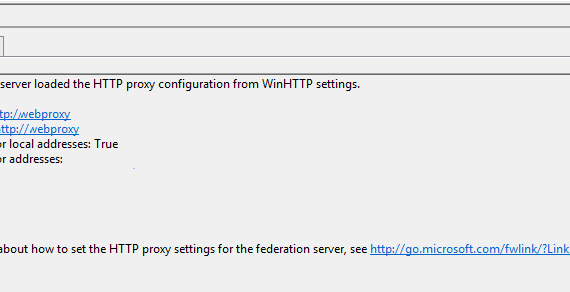 server loaded the HTTP proxy configuration from WinHTTP settings.
tp://webproxy
http://webproxy
or local addresses: True
or addresses:
about how to set the HTTP proxy settings for the federation server, see http://go.microsoft.com/fwlink/?Link